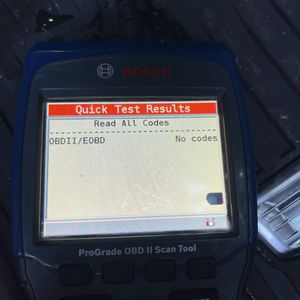 BOSCH
Quick Test Results
Read All Codes
OBDII/EOBD No codes
ProGrade OBD II Scan Tool